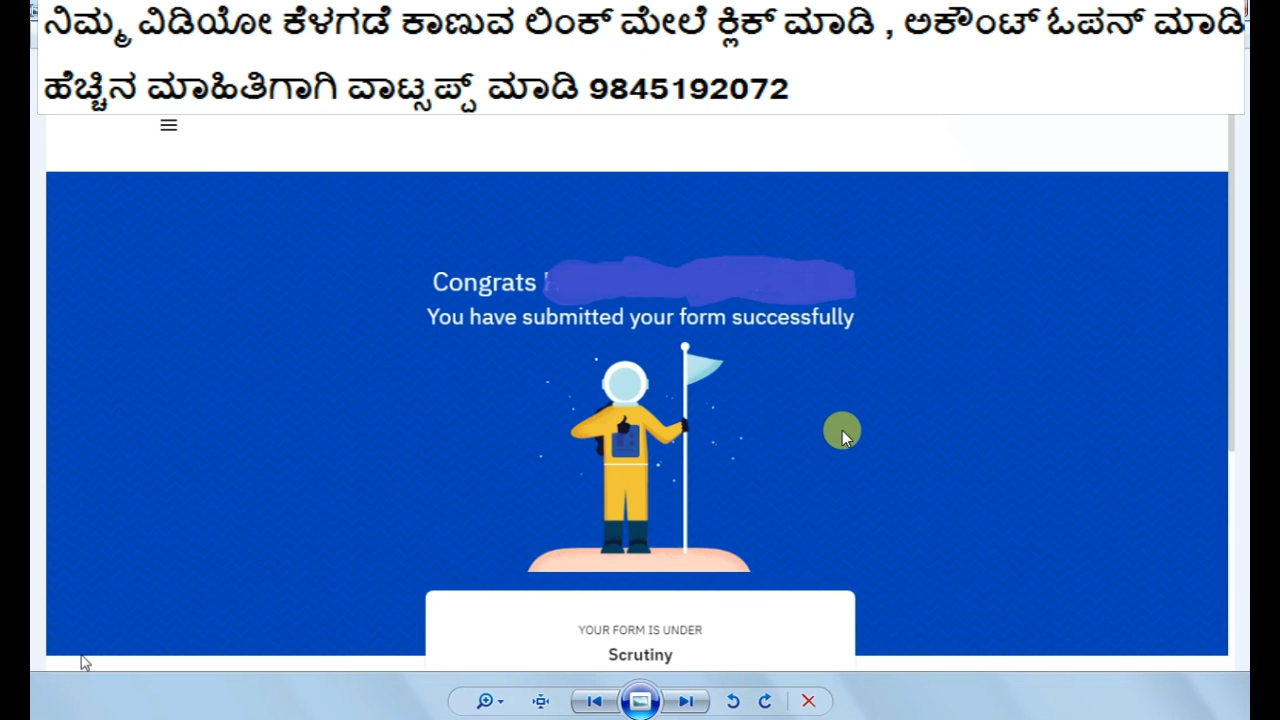 ನಿಮ್ಮ ವಿಡಿಯೋ ಕೆಳಗಡೆ ಕಾಣುವ ಲಿಂಕ್ ಮೇಲೆ ಕ್ಲಿಕ್ ಮಾಡಿ , ಅಕೌಂಟ್ ಓಪನ್ ಮಾಡಿ
ಹೆಚ್ಚಿನ ಮಾಹಿತಿಗಾಗಿ ವಾಟ್ಸಪ್ಪ್ ಮಾಡಿ 9845192072
Congrats
You have submitted your form successfully
YOUR FORM IS UNDER
Scrutiny